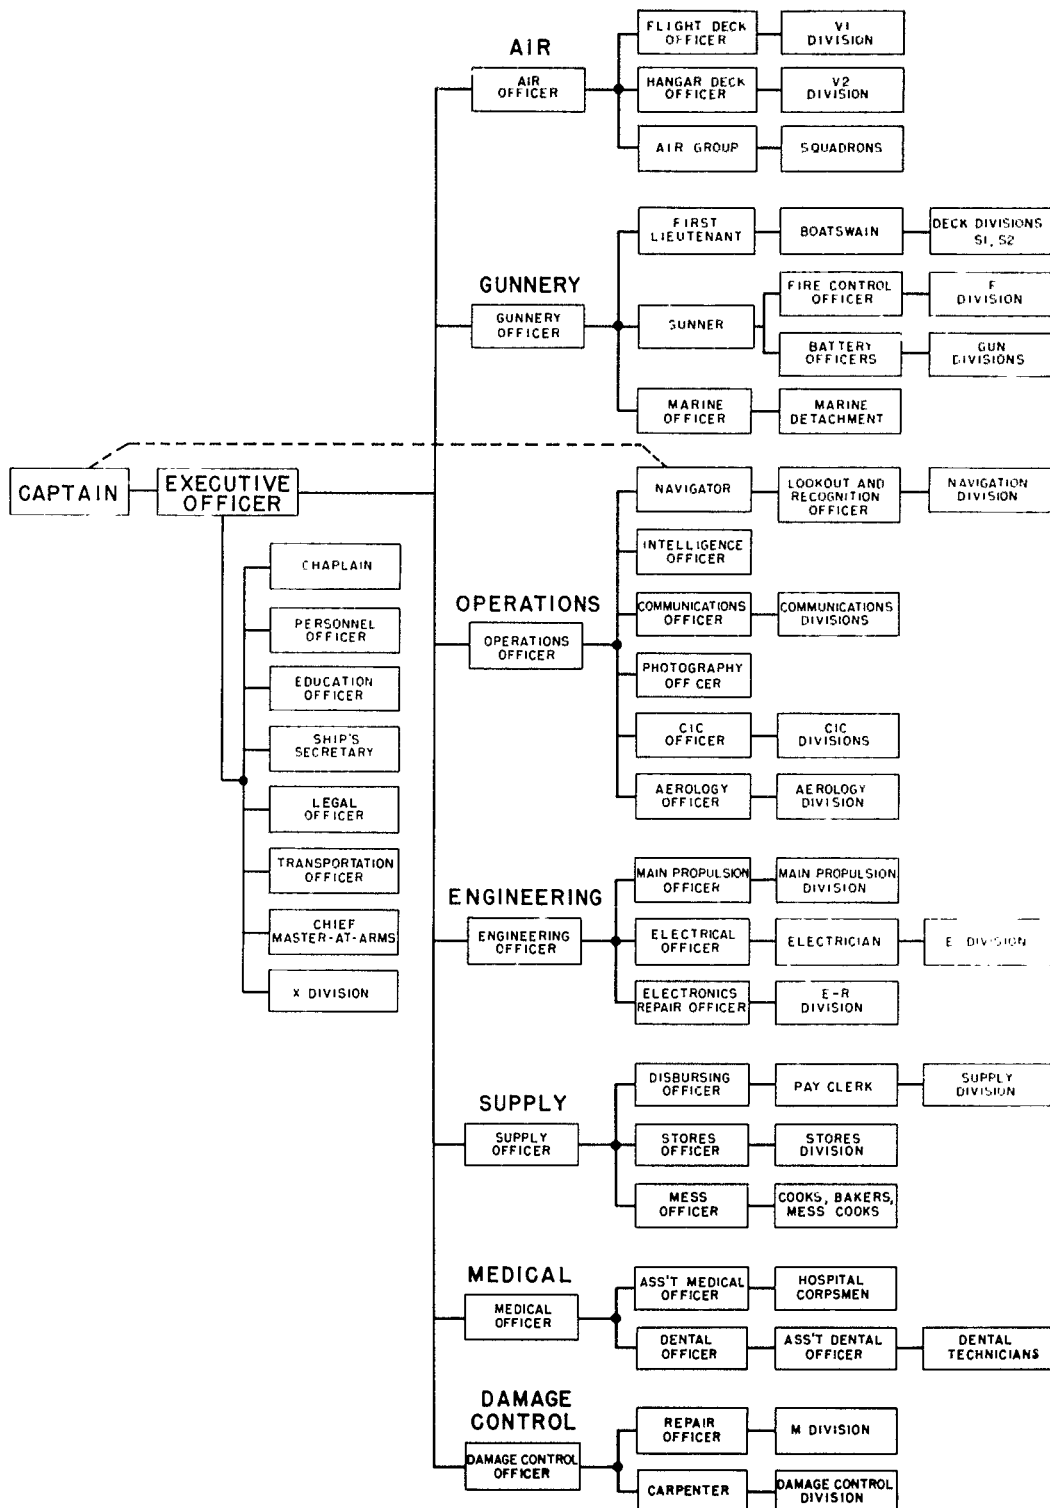 AIR
AIR
OFFICER
FLIGHT DECK
OFFICER
V1
DIVISION
HANGAR DECK
OFFICER
V2
DIVISION
AIR GROUP
SQUADRONS
GUNNERY
GUNNERY
OFFICER
FIRST
LIEUTENANT
BOATSWAIN
DECK DIVISIONS
S1, S2
GUNNER
FIRE CONTROL
OFFICER
F
DIVISION
BATTERY
OFFICERS
GUN
DIVISIONS
MARINE
OFFICER
MARINE
DETACHMENT
CAPTAIN
EXECUTIVE
OFFICER
CHAPLAIN
PERSONNEL
OFFICER
EDUCATION
OFFICER
SHIP'S
SECRETARY
LEGAL
OFFICER
TRANSPORTATION
OFFICER
CHIEF
MASTER-AT-ARMS
X DIVISION
OPERATIONS
OPERATIONS
OFFICER
NAVIGATOR
LOOKOUT AND
RECOGNITION
OFFICER
NAVIGATION
DIVISION
INTELLIGENCE
OFFICER
COMMUNICATIONS
OFFICER
COMMUNICATIONS
DIVISIONS
PHOTOGRAPHY
OFFICER
CIC
OFFICER
CIC
DIVISIONS
AEROLOGY
OFFICER
AEROLOGY
DIVISION
ENGINEERING
ENGINEERING
OFFICER
MAIN PROPULSION
OFFICER
MAIN PROPULSION
DIVISION
ELECTRICAL
OFFICER
ELECTRICIAN
E DIVISION
ELECTRONICS
REPAIR OFFICER
E-R
DIVISION
SUPPLY
SUPPLY
OFFICER
DISBURSING
OFFICER
PAY CLERK
SUPPLY
DIVISION
STORES
OFFICER
STORES
DIVISION
MESS
OFFICER
COOKS, BAKERS,
MESS COOKS
MEDICAL
MEDICAL
OFFICER
ASS'T MEDICAL
OFFICER
HOSPITAL
CORPSMEN
DENTAL
OFFICER
ASS'T DENTAL
OFFICER
DENTAL
TECHNICIANS
DAMAGE
CONTROL
DAMAGE CONTROL
OFFICER
REPAIR
OFFICER
M DIVISION
CARPENTER
DAMAGE CONTROL
DIVISION